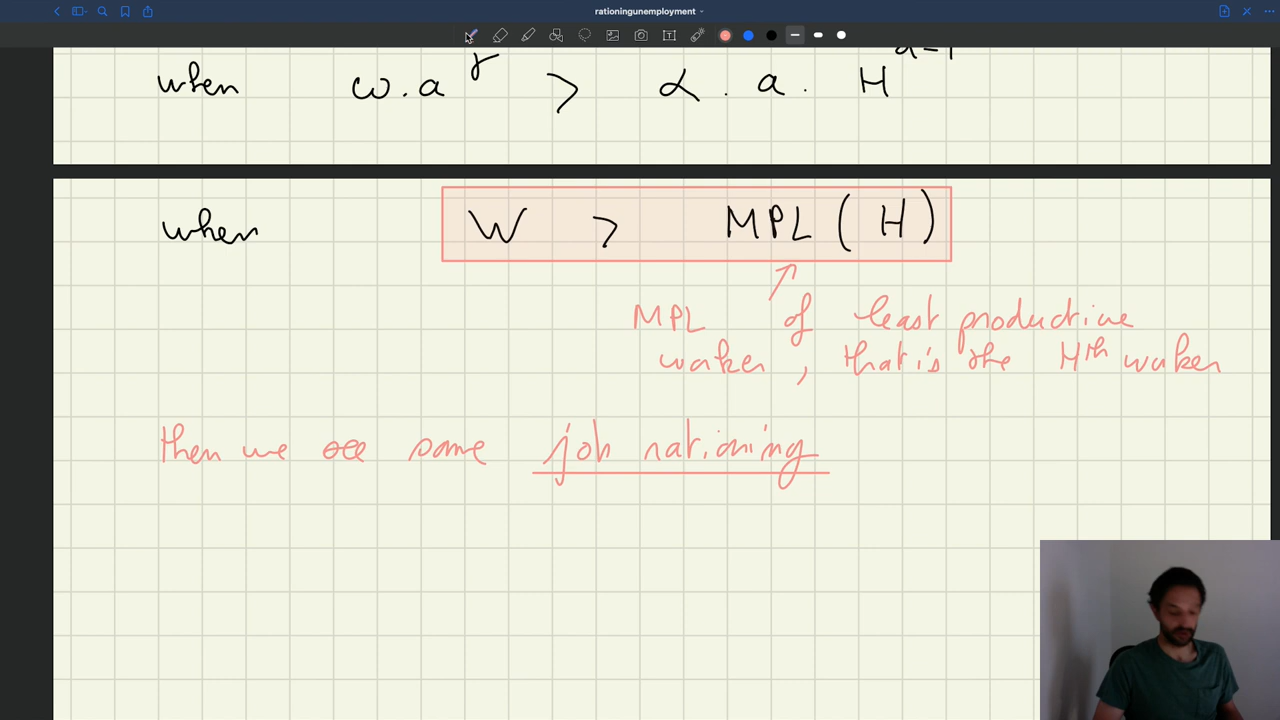 rationingunemployment
when ω.a^γ > α . a . H^α-1
when W > MPL ( H )
MPL of least productive
worker, that's the Hth worker
then we see some job rationing